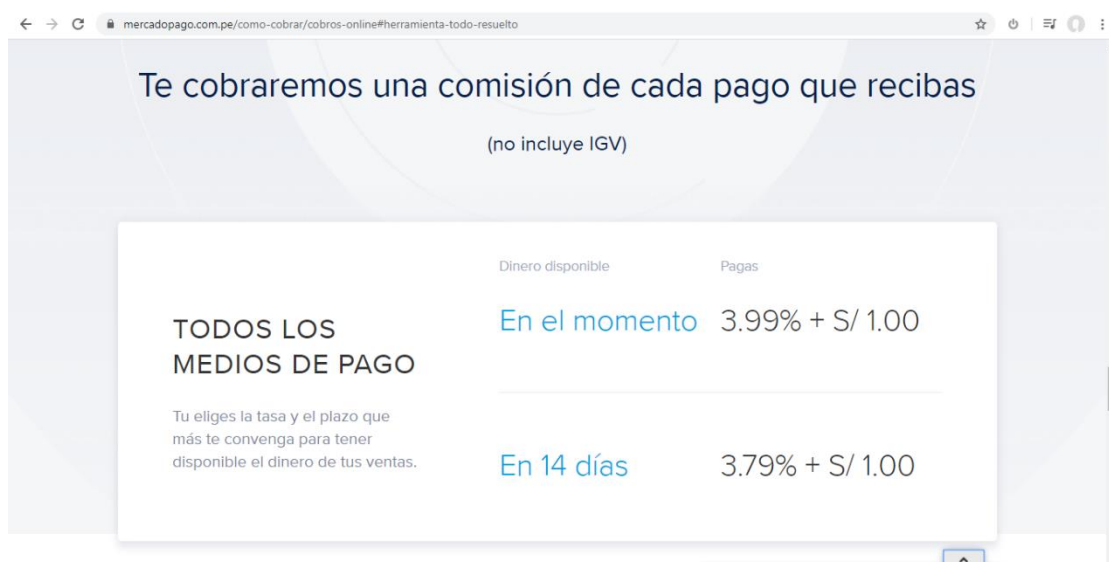 mercadopago.com.pe/como-cobrar/cobros-online#herramienta-todo-resuelto
Te cobraremos una comisión de cada pago que recibas
(no incluye IGV)
Dinero disponible Pagas
TODOS LOS
MEDIOS DE PAGO
En el momento 3.99% + S/ 1.00
Tu eliges la tasa y el plazo que
más te convenga para tener
disponible el dinero de tus ventas.
En 14 días 3.79% + S/ 1.00